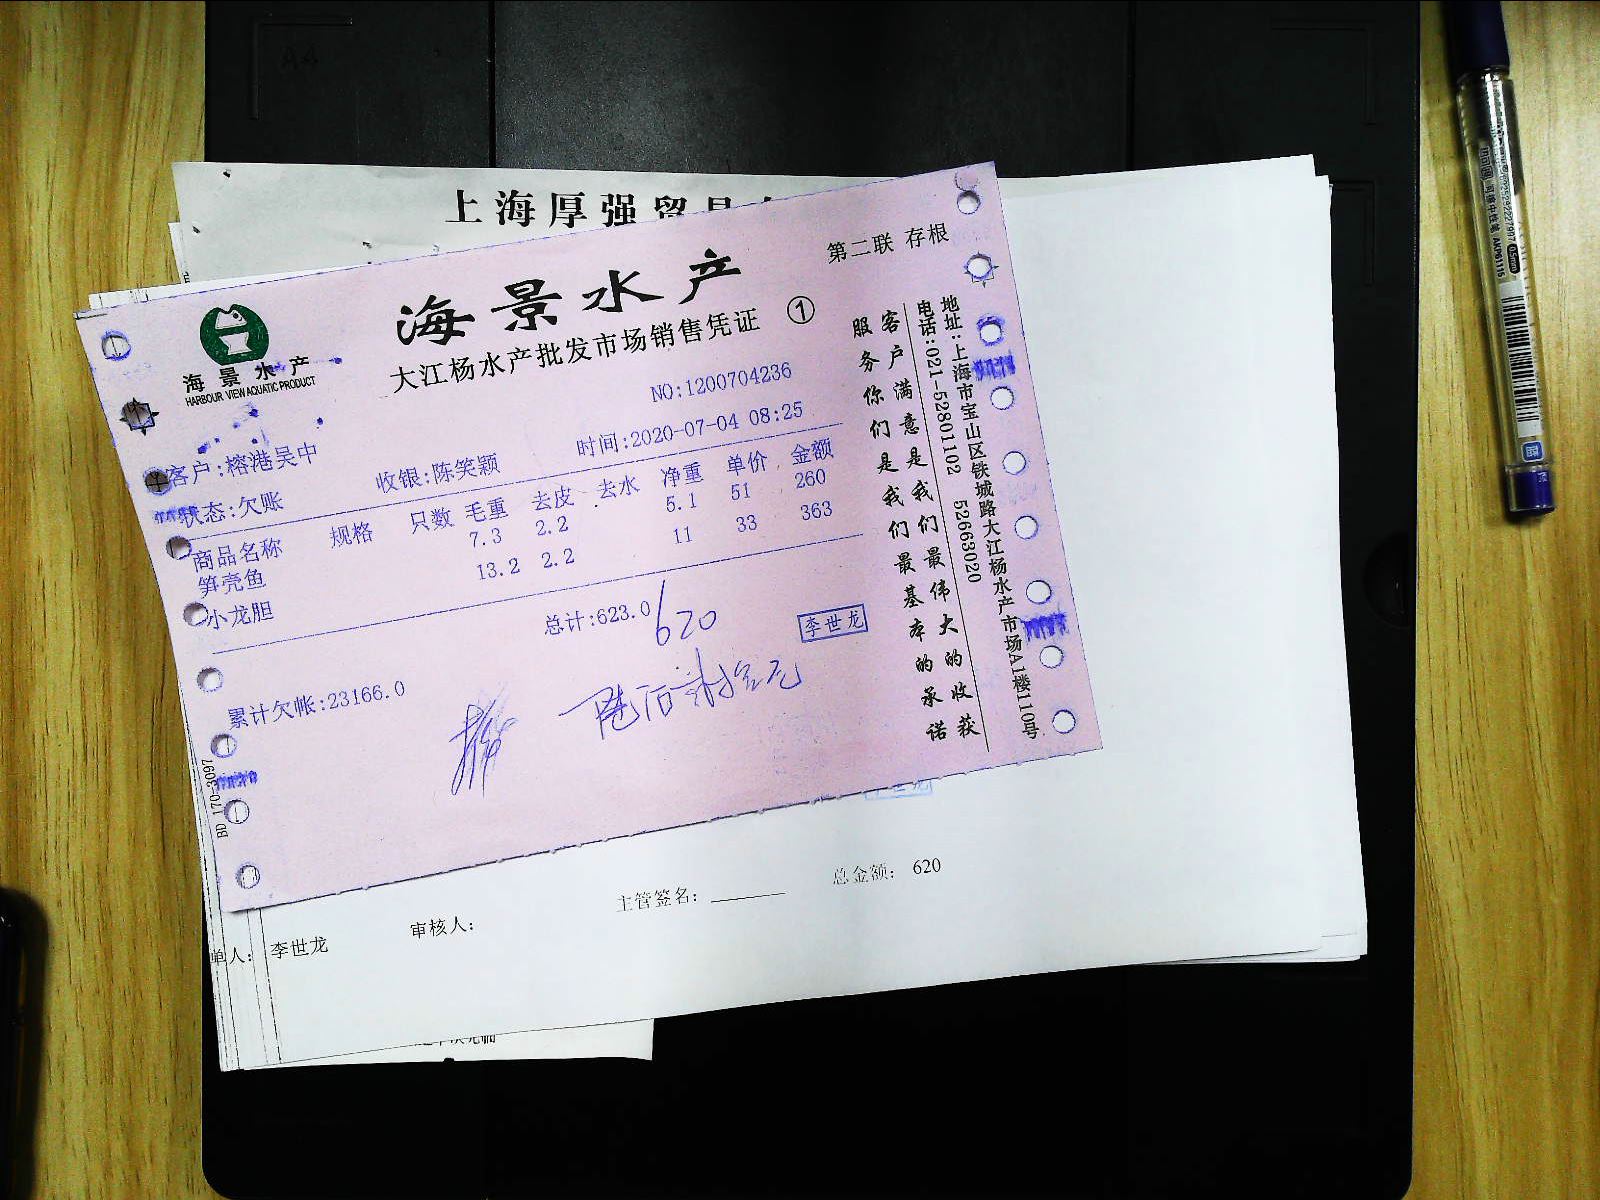 上海厚强贸易
海景水产
第二联 存根
大江杨水产批发市场销售凭证 ①
海景水产
HARBOUR VIEW AQUATIC PRODUCT
NO:1200704236
客户:榕港吴中
时间:2020-07-04 08:25
状态:欠账 收银:陈笑颖
商品名称 规格 只数 毛重 去皮 去水 净重 单价 金额
笋壳鱼 7.3 2.2 5.1 51 260
小龙胆 13.2 2.2 11 33 363
总计:623.0
620
李世龙
累计欠帐:23166.0
客户满意是我们最伟大的收获
服务你们是我们最基本的承诺
地址:上海市宝山区铁城路大江杨水产市场A1楼110号
电话:021-52801102 52663020
BD 170-3097
总金额: 620
主管签名:
审核人:
单人: 李世龙
AKP61115
0.5mm